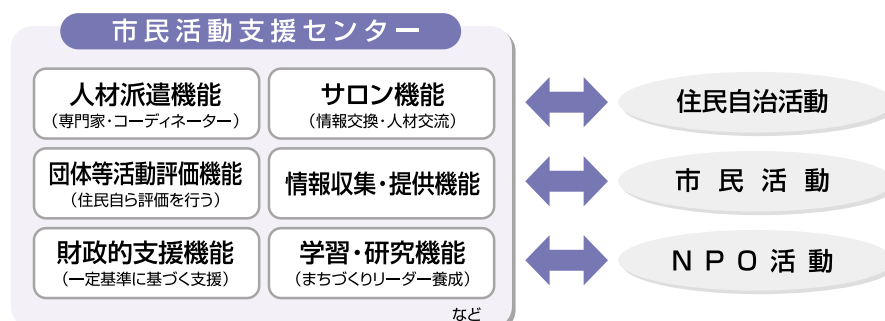 市民活動支援センター
人材派遣機能
（専門家・コーディネーター）
サロン機能
（情報交換・人材交流）
団体等活動評価機能
（住民自ら評価を行う）
情報収集・提供機能
財政的支援機能
（一定基準に基づく支援）
学習・研究機能
（まちづくりリーダー養成）
など
住民自治活動
市民活動
NPO活動